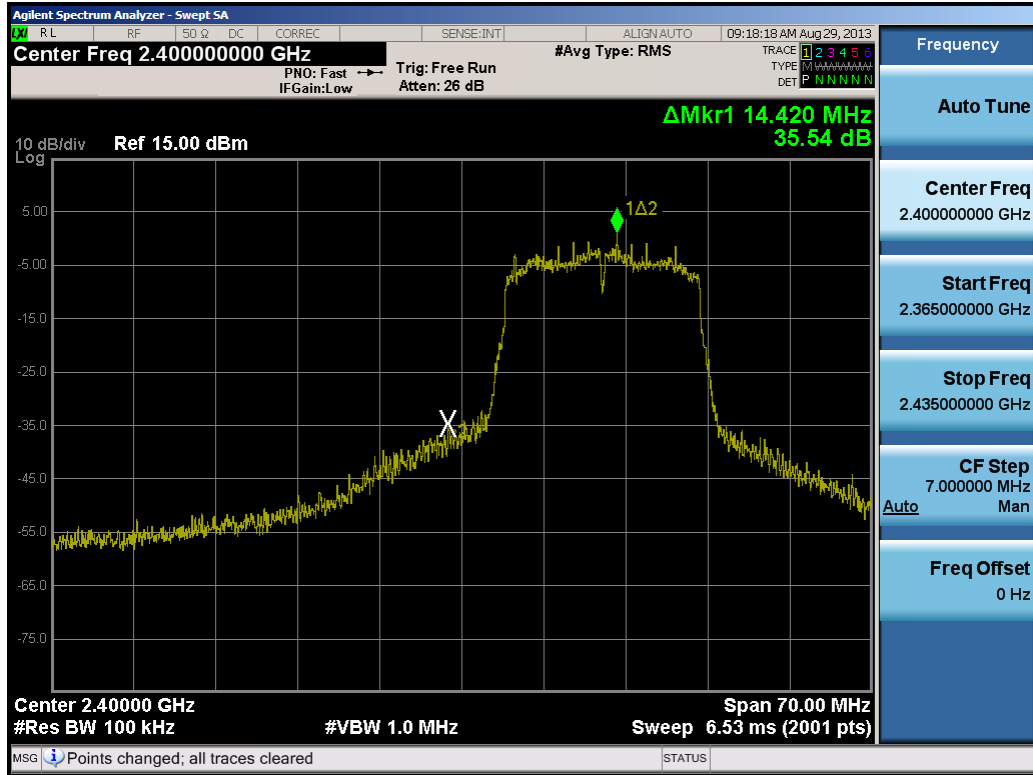 Agilent Spectrum Analyzer - Swept SA
LXI RL RF 50 Ω DC CORREC SENSE:INT ALIGN AUTO 09:18:18 AM Aug 29, 2013
Center Freq 2.400000000 GHz
PNO: Fast
IFGain:Low
Trig: Free Run
Atten: 26 dB
#Avg Type: RMS
TRACE 1 2 3 4 5 6
TYPE M
DET P N N N N N
ΔMkr1 14.420 MHz
35.54 dB
10 dB/div
Log
Ref 15.00 dBm
1Δ2
5.00
-5.00
-15.0
-25.0
-35.0
-45.0
-55.0
-65.0
-75.0
X
Center 2.40000 GHz
#Res BW 100 kHz
#VBW 1.0 MHz
Span 70.00 MHz
Sweep 6.53 ms (2001 pts)
MSG Points changed; all traces cleared
STATUS
Frequency
Auto Tune
Center Freq
2.400000000 GHz
Start Freq
2.365000000 GHz
Stop Freq
2.435000000 GHz
CF Step
7.000000 MHz
Auto Man
Freq Offset
0 Hz